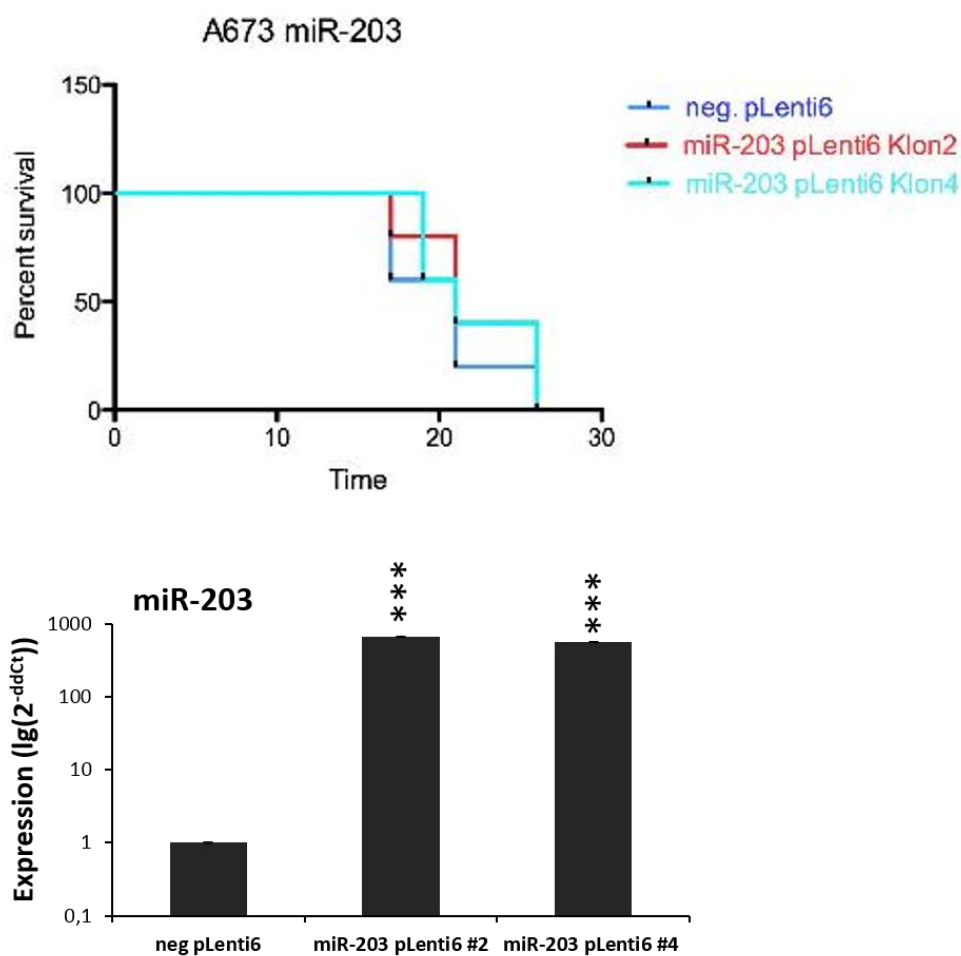 A673 miR-203
150
100
50
0
Percent survival
0 10 20 30
Time
neg. pLenti6
miR-203 pLenti6 Klon2
miR-203 pLenti6 Klon4
miR-203
***
***
1000
100
10
1
0,1
Expression (lg(2^-ddCt))
neg pLenti6 miR-203 pLenti6 #2 miR-203 pLenti6 #4